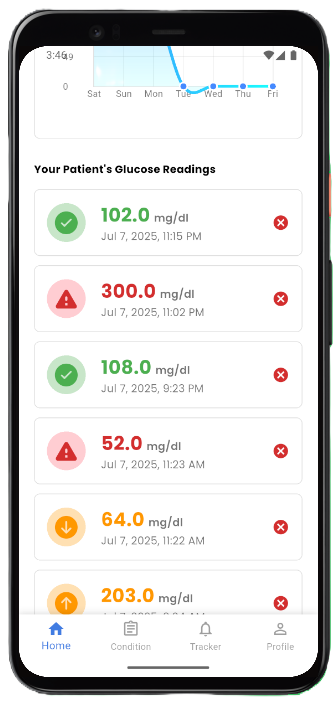 3:46
49
0
Sat Sun Mon Tue Wed Thu Fri
Your Patient's Glucose Readings
102.0 mg/dl
Jul 7, 2025, 11:15 PM
300.0 mg/dl
Jul 7, 2025, 11:02 PM
108.0 mg/dl
Jul 7, 2025, 9:23 PM
52.0 mg/dl
Jul 7, 2025, 11:23 AM
64.0 mg/dl
Jul 7, 2025, 11:22 AM
203.0 mg/dl
Home Condition Tracker Profile